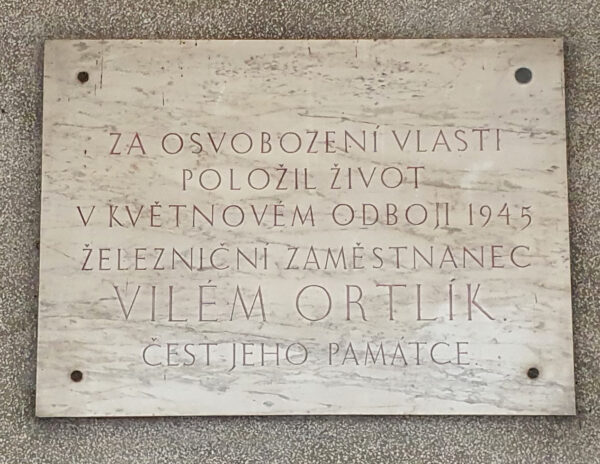 ZA OSVOBOZENÍ VLASTI
POLOŽIL ŽIVOT
V KVĚTNOVÉM ODBOJI 1945
ŽELEZNIČNÍ ZAMĚSTNANEC
VILÉM ORTLÍK.
ČEST JEHO PAMÁTCE.